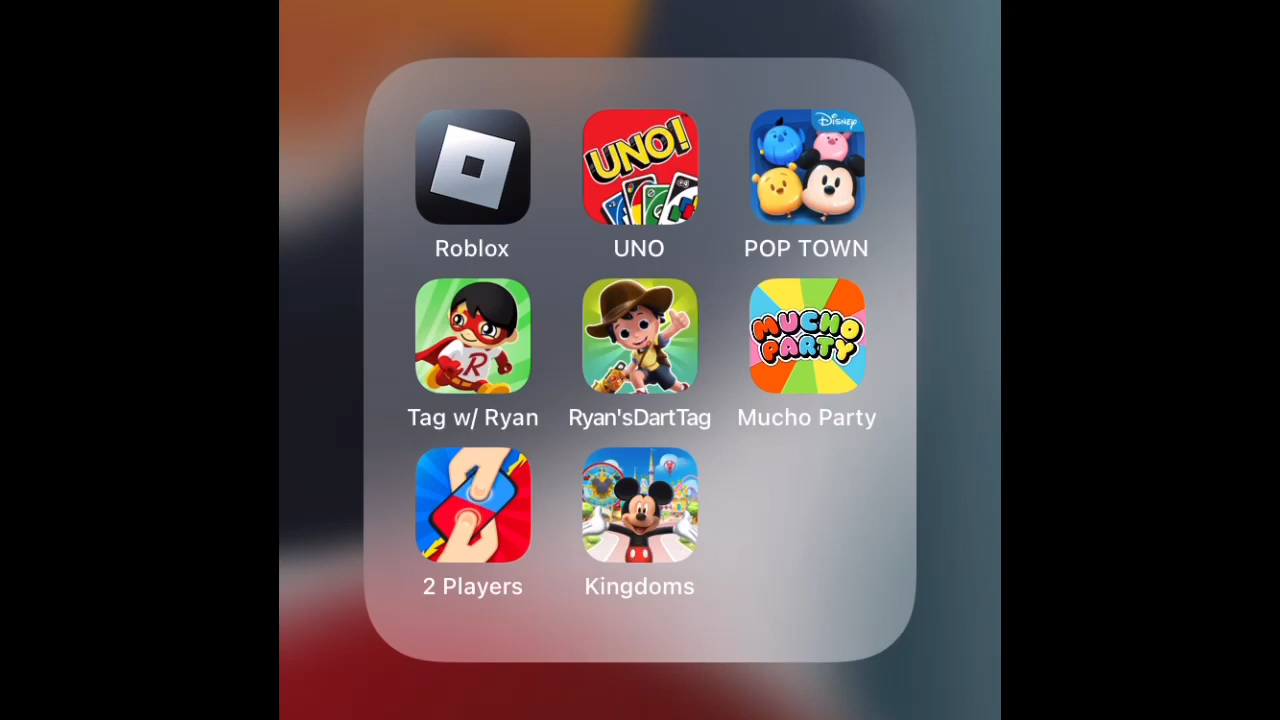 Disney
UNO!
Roblox
UNO
POP TOWN
R
MUCHO
PARTY
Tag w/ Ryan
Ryan'sDartTag
Mucho Party
2 Players
Kingdoms